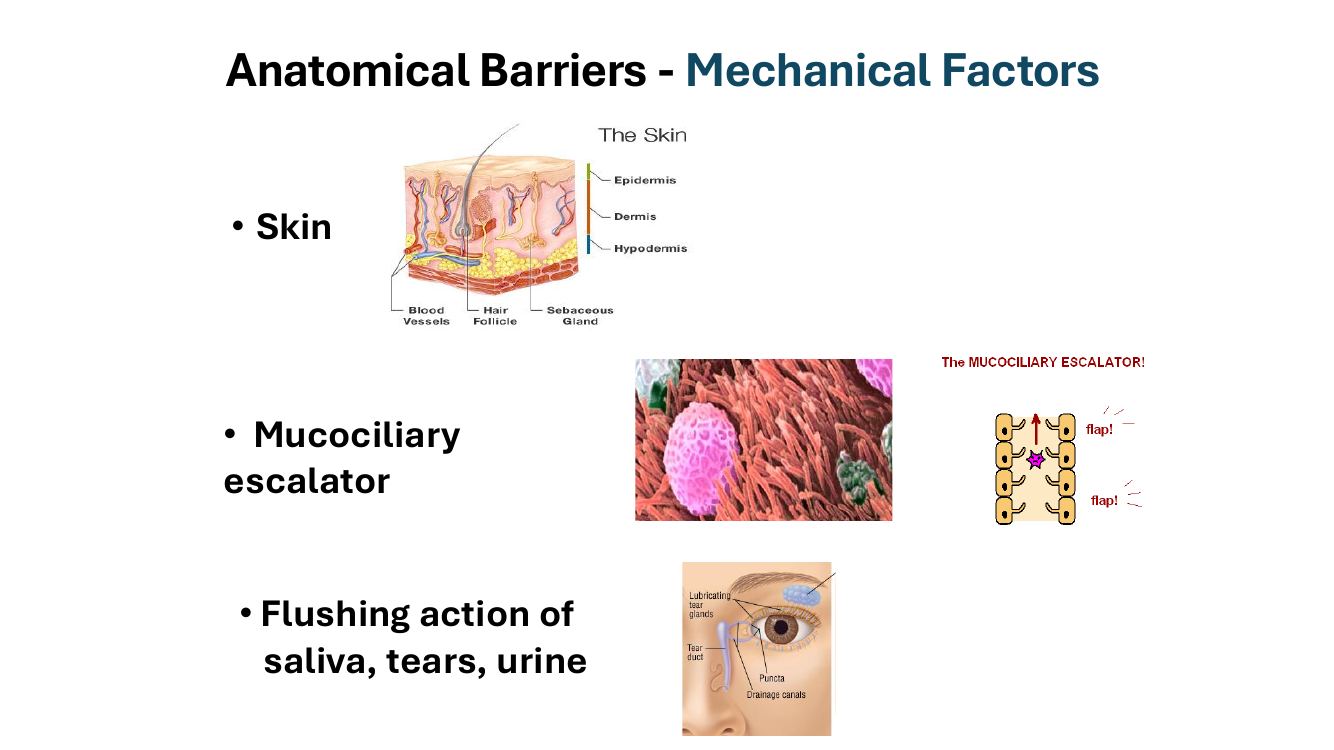 Anatomical Barriers - Mechanical Factors
The Skin
Epidermis
• Skin
Dermis
Hypodermis
Blood Vessels
Hair Follicle
Sebaceous Gland
The MUCOCILIARY ESCALATOR!
• Mucociliary
escalator
flap!
flap!
• Flushing action of
saliva, tears, urine
Lubricating
tear
glands
Tear
duct
Puncta
Drainage canals